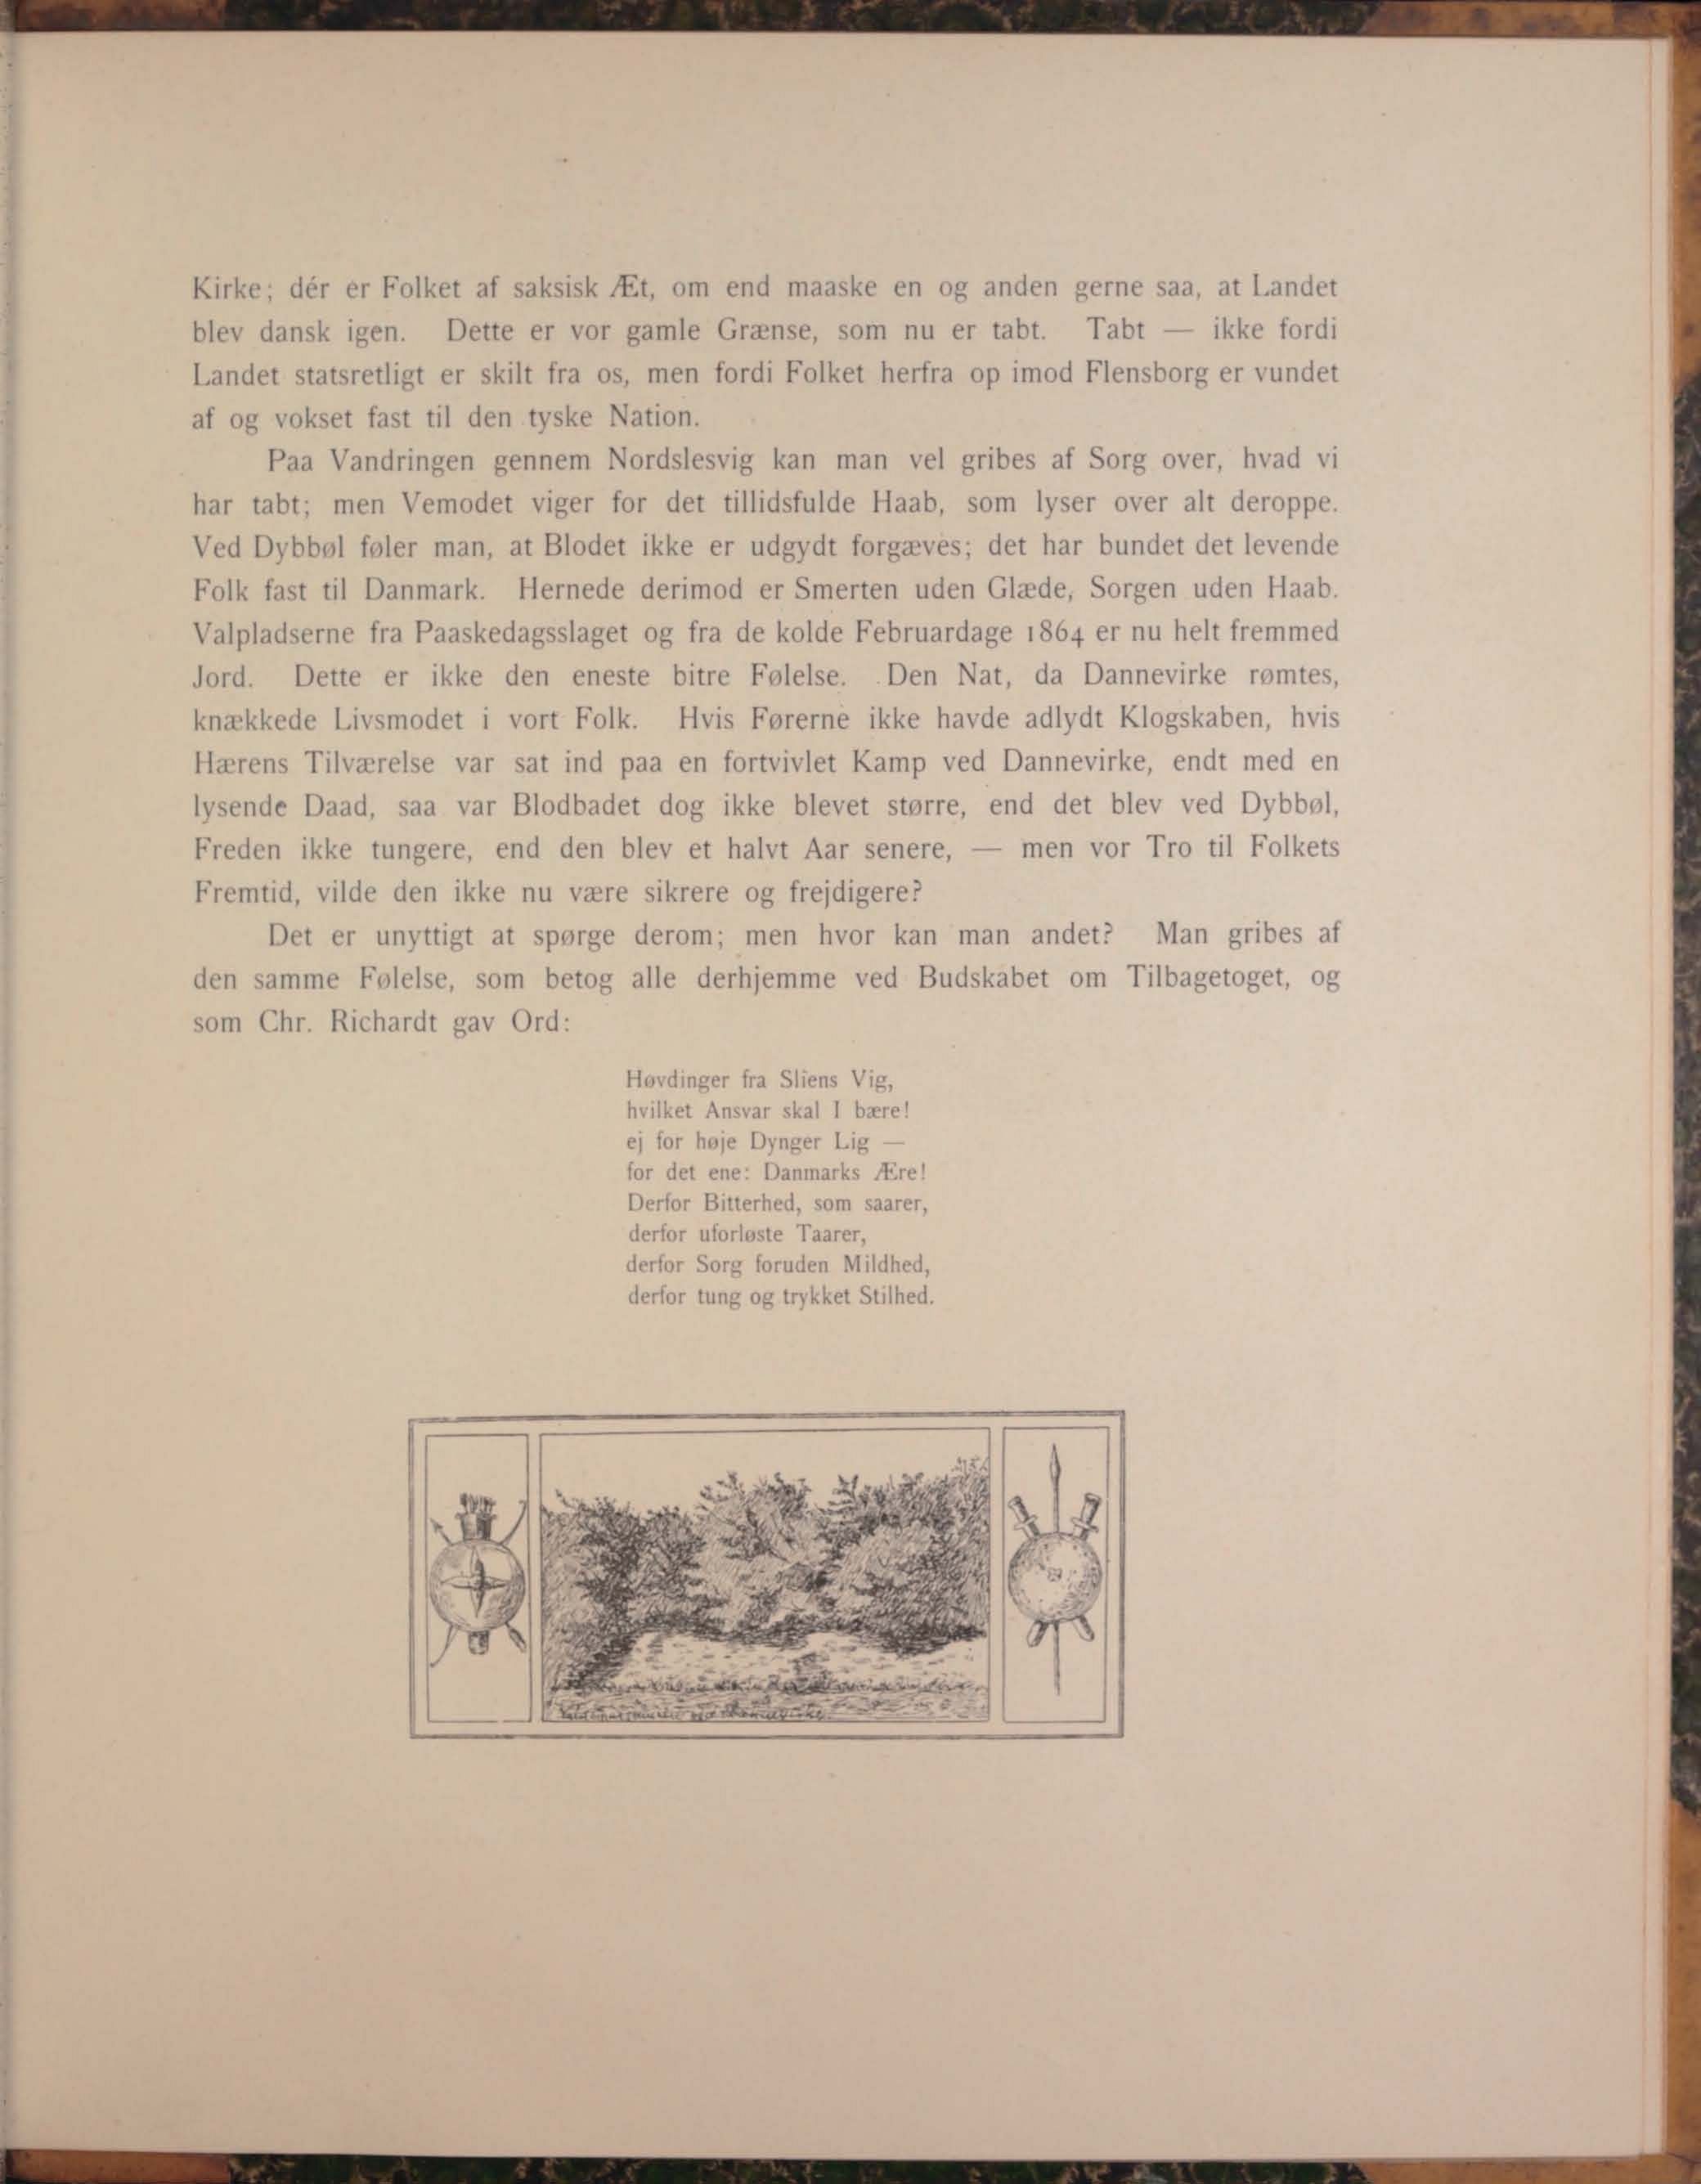 Kirke; dér er Folket af saksisk Æt, om end maaske en og anden gerne saa, at Landet
blev dansk igen. Dette er vor gamle Grænse, som nu er tabt. Tabt — ikke fordi
Landet statsretligt er skilt fra os, men fordi Folket herfra op imod Flensborg er vundet
af og vokset fast til den tyske Nation.
Paa Vandringen gennem Nordslesvig kan man vel gribes af Sorg over, hvad vi
har tabt; men Vemodet viger for det tillidsfulde Haab, som lyser over alt deroppe.
Ved Dybbøl føler man, at Blodet ikke er udgydt forgæves; det har bundet det levende
Folk fast til Danmark. Hernede derimod er Smerten uden Glæde, Sorgen uden Haab.
Valpladserne fra Paaskedagsslaget og fra de kolde Februardage 1864 er nu helt fremmed
Jord. Dette er ikke den eneste bitre Følelse. Den Nat, da Dannevirke rømtes,
knækkede Livsmodet i vort Folk. Hvis Førerne ikke havde adlydt Klogskaben, hvis
Hærens Tilværelse var sat ind paa en fortvivlet Kamp ved Dannevirke, endt med en
lysende Daad, saa var Blodbadet dog ikke blevet større, end det blev ved Dybbøl,
Freden ikke tungere, end den blev et halvt Aar senere, — men vor Tro til Folkets
Fremtid, vilde den ikke nu være sikrere og frejdigere?
Det er unyttigt at spørge derom; men hvor kan man andet? Man gribes af
den samme Følelse, som betog alle derhjemme ved Budskabet om Tilbagetoget, og
som Chr. Richardt gav Ord:
Høvdinger fra Sliens Vig,
hvilket Ansvar skal I bære!
ej for høje Dynger Lig —
for det ene: Danmarks Ære!
Derfor Bitterhed, som saarer,
derfor uforløste Taarer,
derfor Sorg foruden Mildhed,
derfor tung og trykket Stilhed.